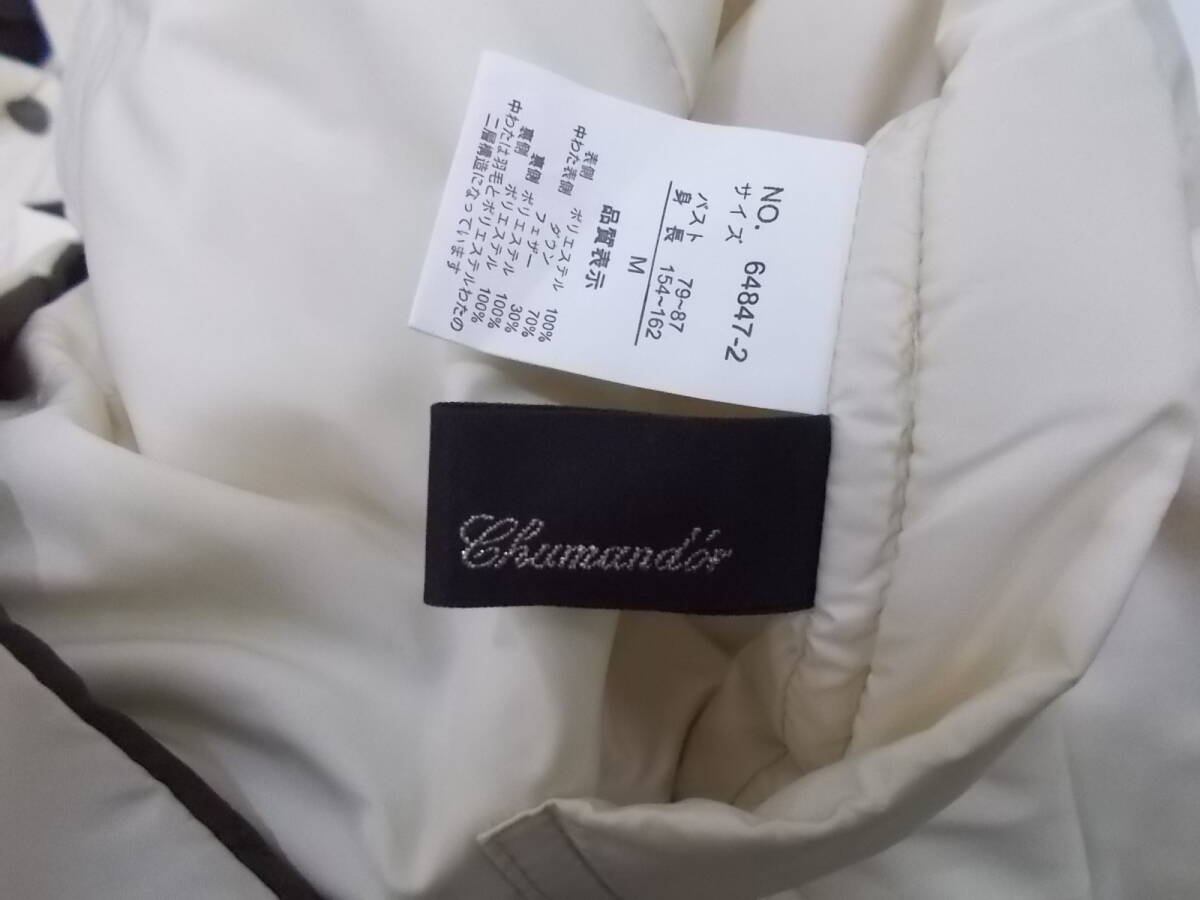 NO. 64847-2
サイズ
バスト 79~87
身長 154~162
M
品質表示
表側 ポリエステル 100%
中わた表側 ダウン 70%
フェザー 30%
裏側 ポリエステル 100%
裏側 ポリエステル 100%
中わたは羽毛とポリエステルわたの
二層構造になっています
Chumand'or